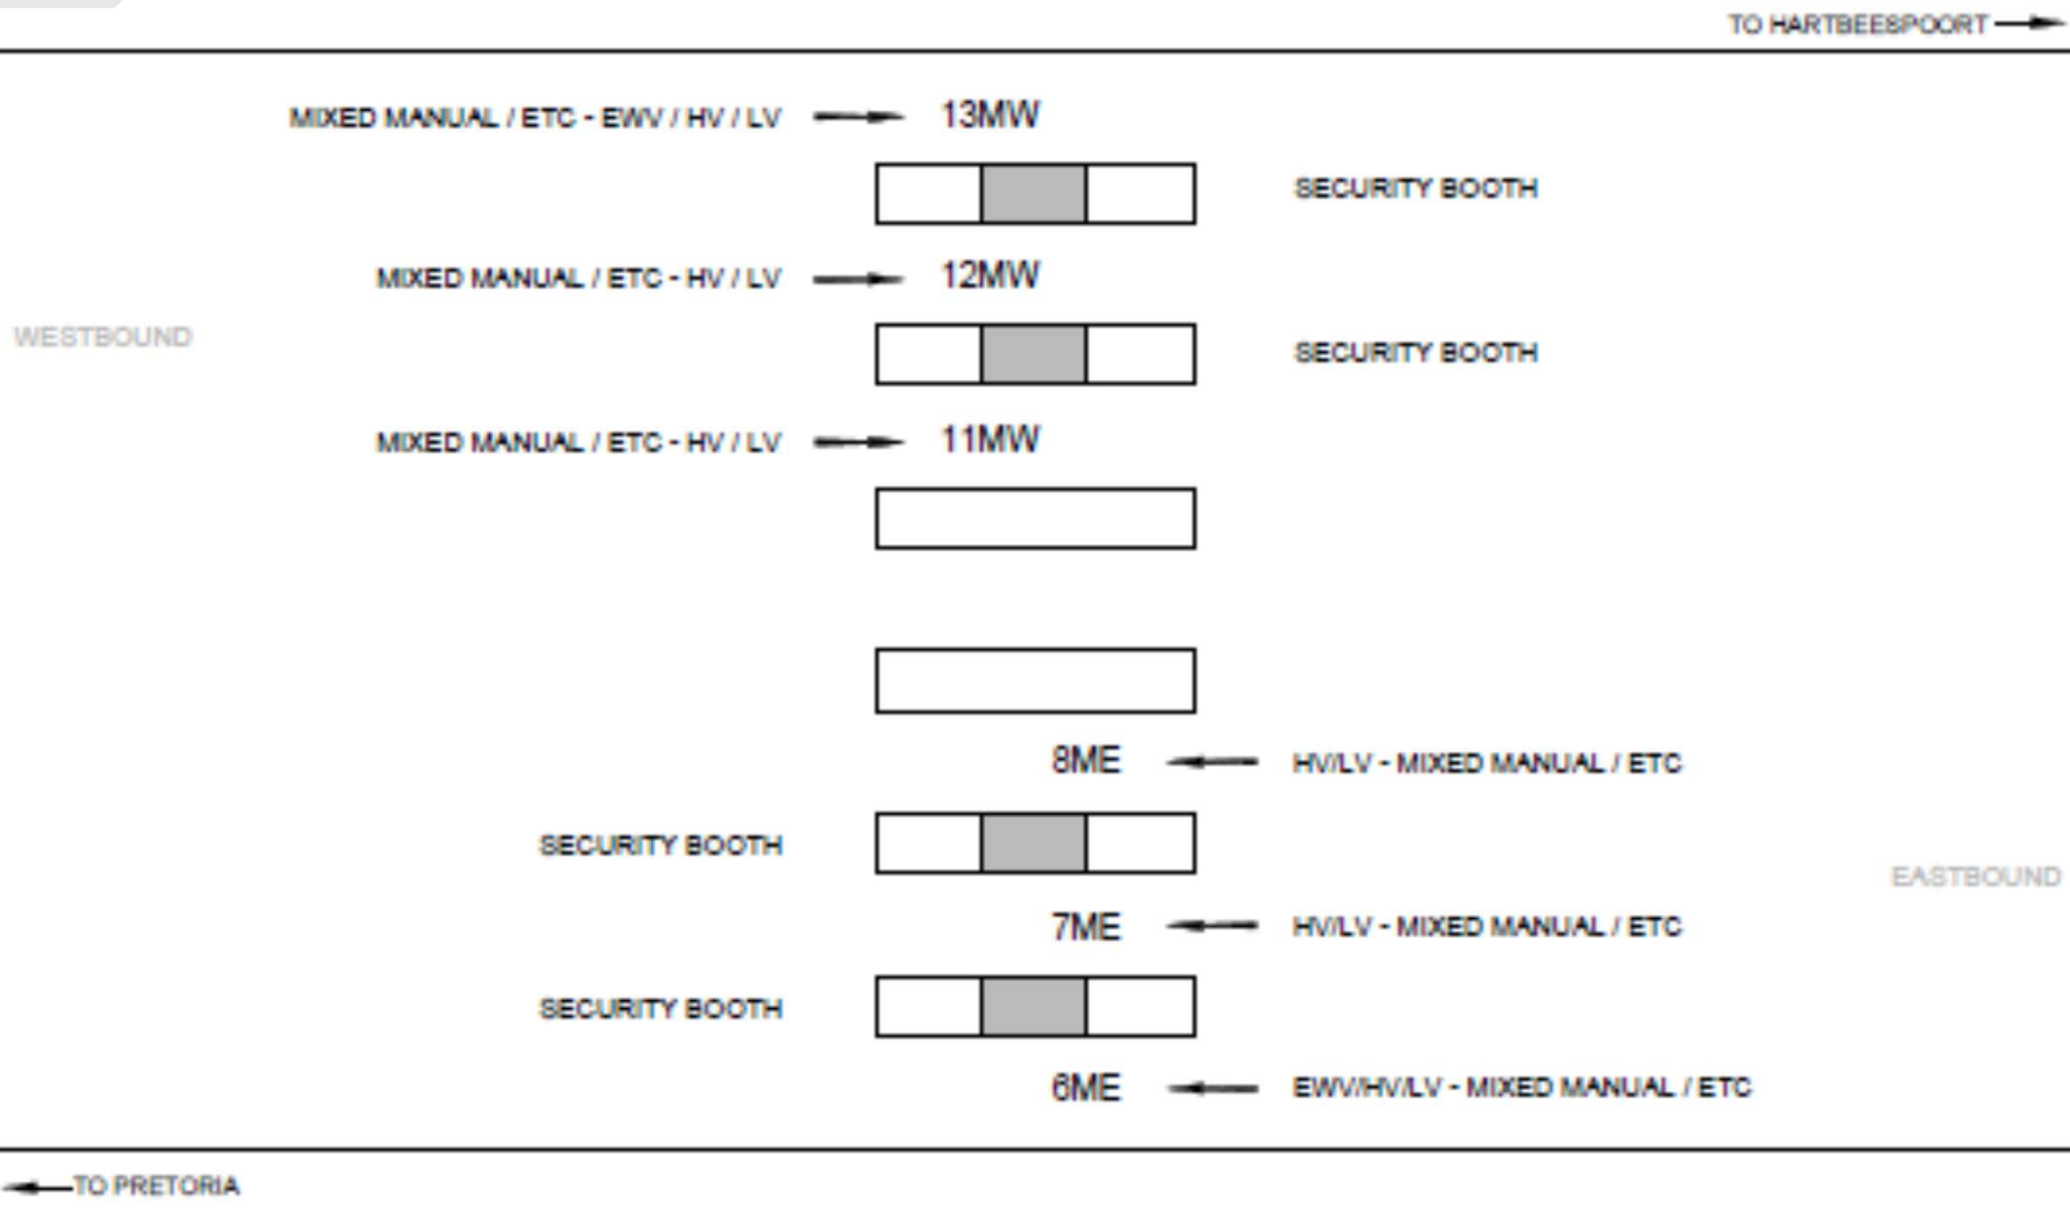 TO HARTBEESPOORT
MIXED MANUAL / ETC - EWV / HV / LV 13MW
SECURITY BOOTH
MIXED MANUAL / ETC - HV / LV 12MW
WESTBOUND
SECURITY BOOTH
MIXED MANUAL / ETC - HV / LV 11MW
8ME HV/LV - MIXED MANUAL / ETC
SECURITY BOOTH
EASTBOUND
7ME HV/LV - MIXED MANUAL / ETC
SECURITY BOOTH
6ME EWV/HV/LV - MIXED MANUAL / ETC
TO PRETORIA